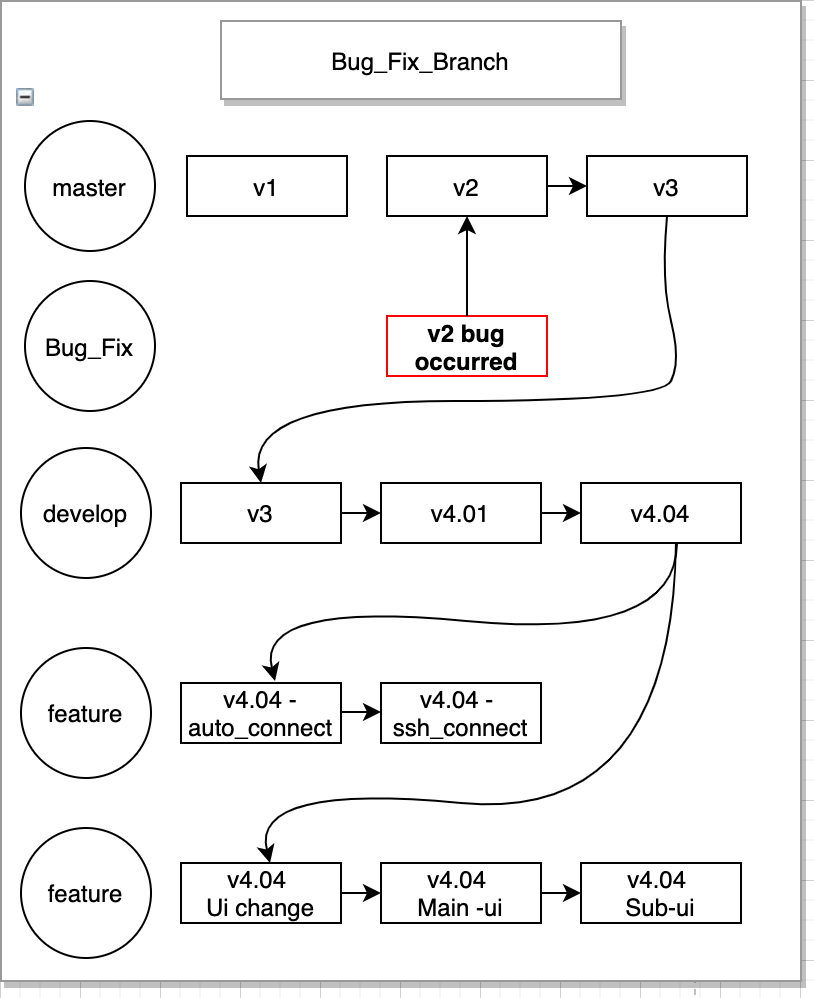 Bug_Fix_Branch
master
v1
v2
v3
Bug_Fix
v2 bug
occurred
develop
v3
v4.01
v4.04
feature
v4.04 -
auto_connect
v4.04 -
ssh_connect
feature
v4.04
Ui change
v4.04
Main -ui
v4.04
Sub-ui